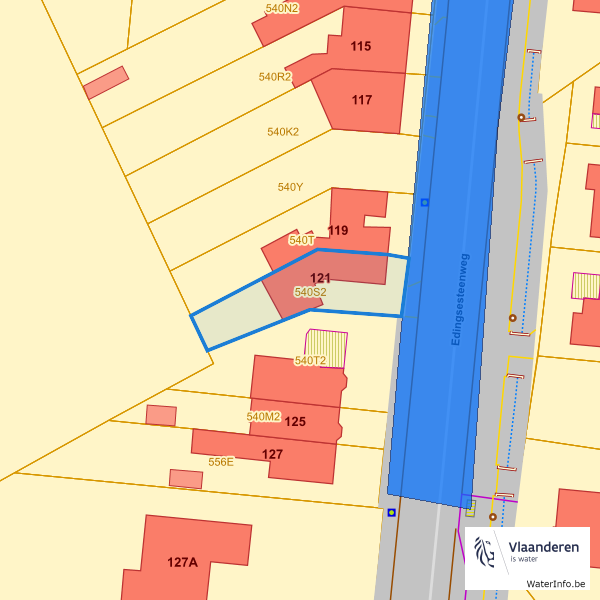 540N2
115
540R2
117
540K2
540Y
119
540T
121
540S2
Edingsesteenweg
540T2
540M2
125
127
556E
127A
Vlaanderen
is water
WaterInfo.be